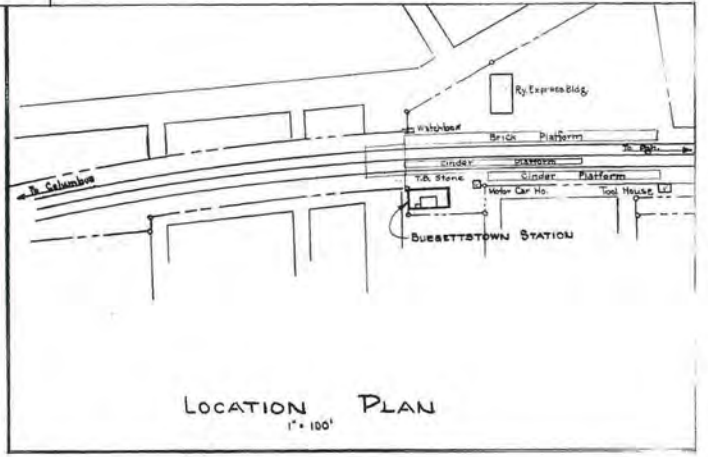 Ry. Express Bldg.
Watchbox
Brick Platform
To Pgh.
Cinder Platform
To Columbus
T.B. Stone
Cinder Platform
Motor Car Ho.
Tool House
BURGETTSTOWN STATION
LOCATION PLAN
1" = 100'